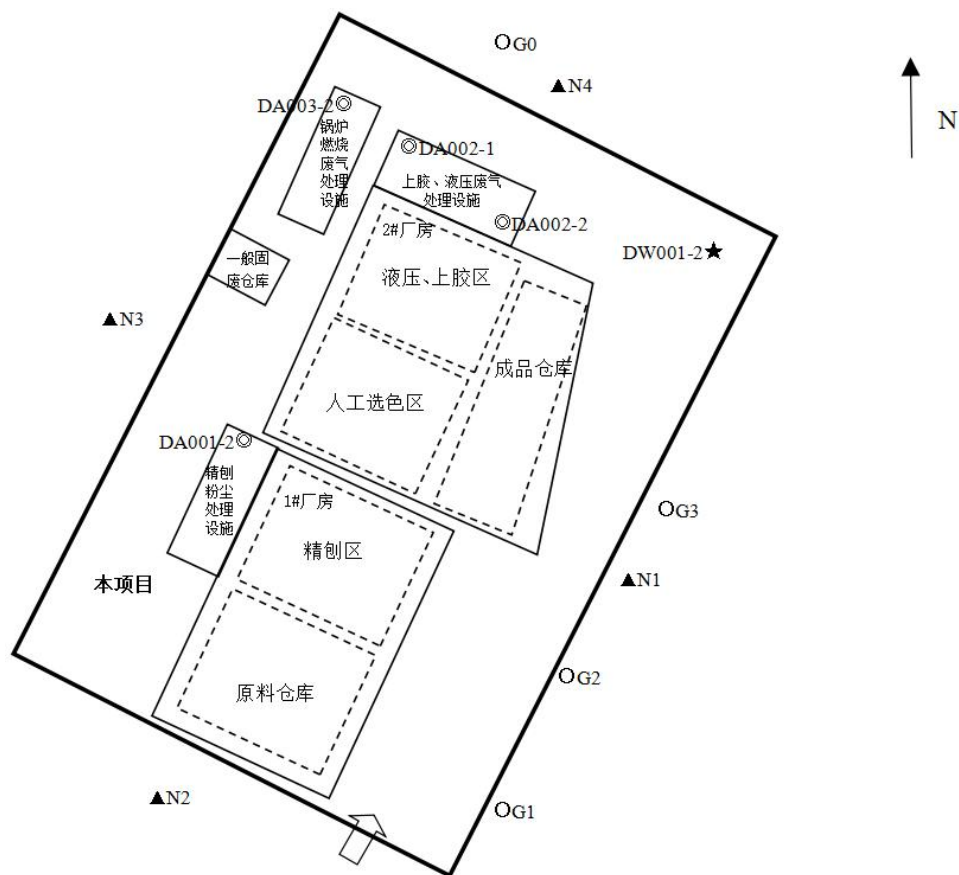 ○G0
▲N4
N
DA003-2◎
锅炉
燃烧
废气
处理
设施
◎DA002-1
上胶、液压废气
处理设施
◎DA002-2
2#厂房
液压、上胶区
DW001-2★
一般固
废仓库
▲N3
成品仓库
人工选色区
DA001-2◎
精刨
粉尘
处理
设施
1#厂房
精刨区
○G3
▲N1
本项目
○G2
原料仓库
▲N2
○G1